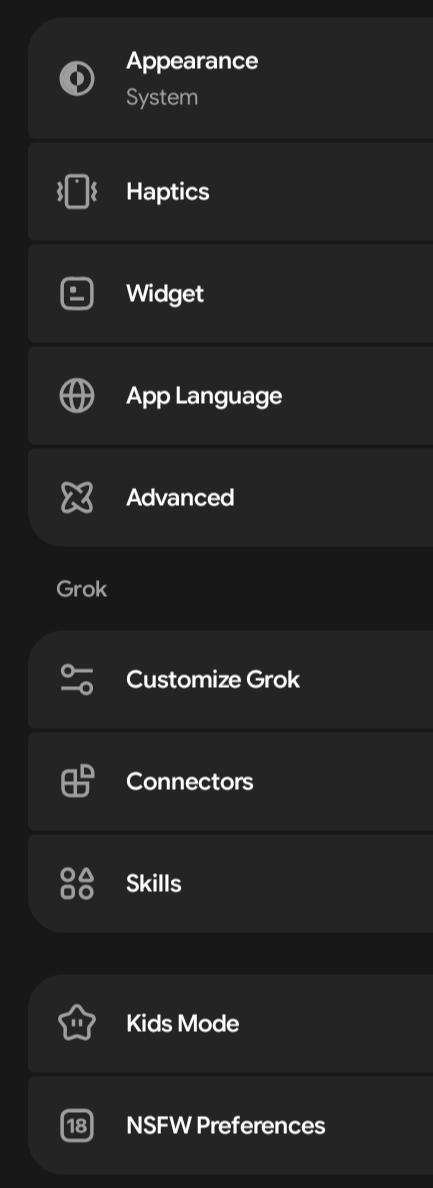 Appearance
System
Haptics
Widget
App Language
Advanced
Grok
Customize Grok
Connectors
Skills
Kids Mode
18
NSFW Preferences